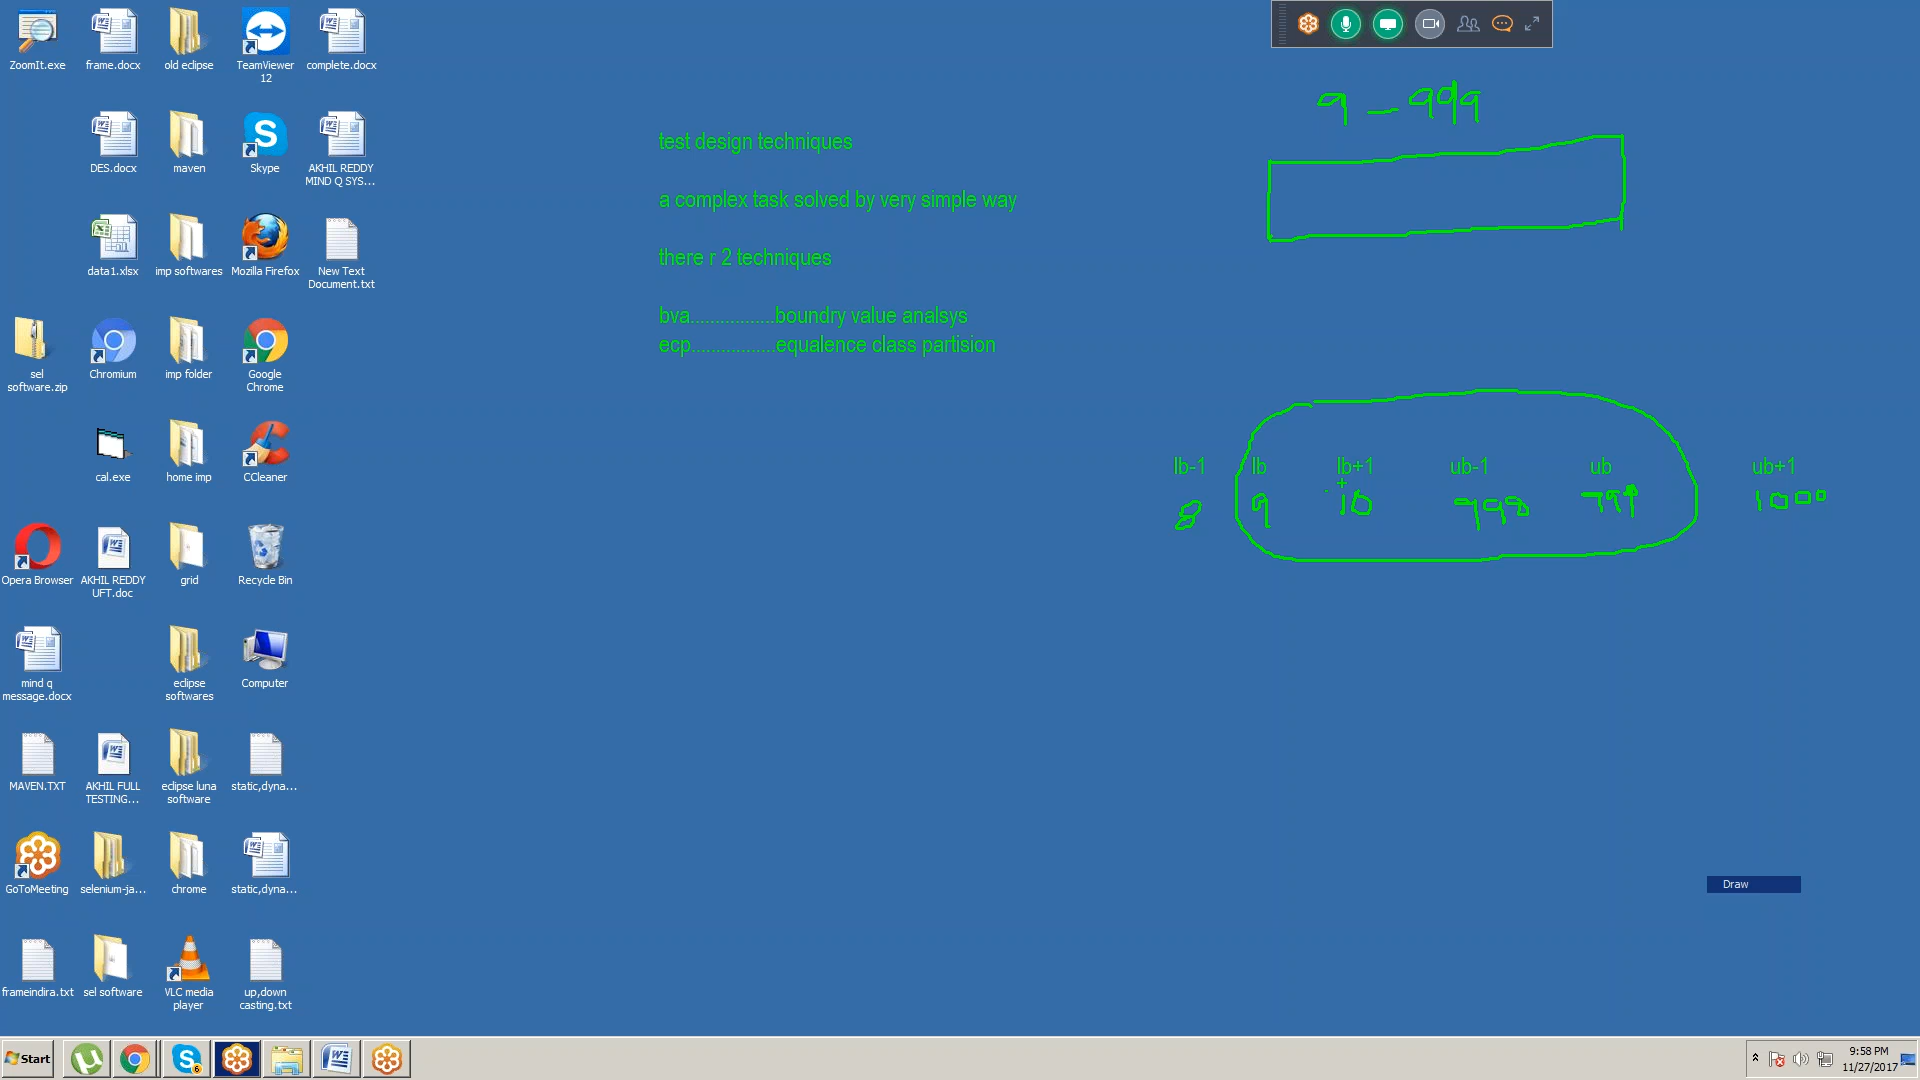 ZoomIt.exe
frame.docx
old eclipse
TeamViewer
12
complete.docx
DES.docx
maven
Skype
AKHIL REDDY
MIND Q SYS...
data1.xlsx
imp softwares
Mozilla Firefox
New Text
Document.txt
sel
software.zip
Chromium
imp folder
Google
Chrome
cal.exe
home imp
CCleaner
Opera Browser
AKHIL REDDY
UFT.doc
grid
Recycle Bin
mind q
message.docx
eclipse
softwares
Computer
MAVEN.TXT
AKHIL FULL
TESTING...
eclipse luna
software
static,dyna...
GoToMeeting
selenium-ja...
chrome
static,dyna...
frameindira.txt
sel software
VLC media
player
up,down
casting.txt
test design techniques
a complex task solved by very simple way
there r 2 techniques
bva.................boundry value analsys
ecp.................equalence class partision
9 - 999
lb-1 lb lb+1 ub-1 ub ub+1
8 9 10 998 999 1000
Draw
Start
6
9:58 PM
11/27/2017